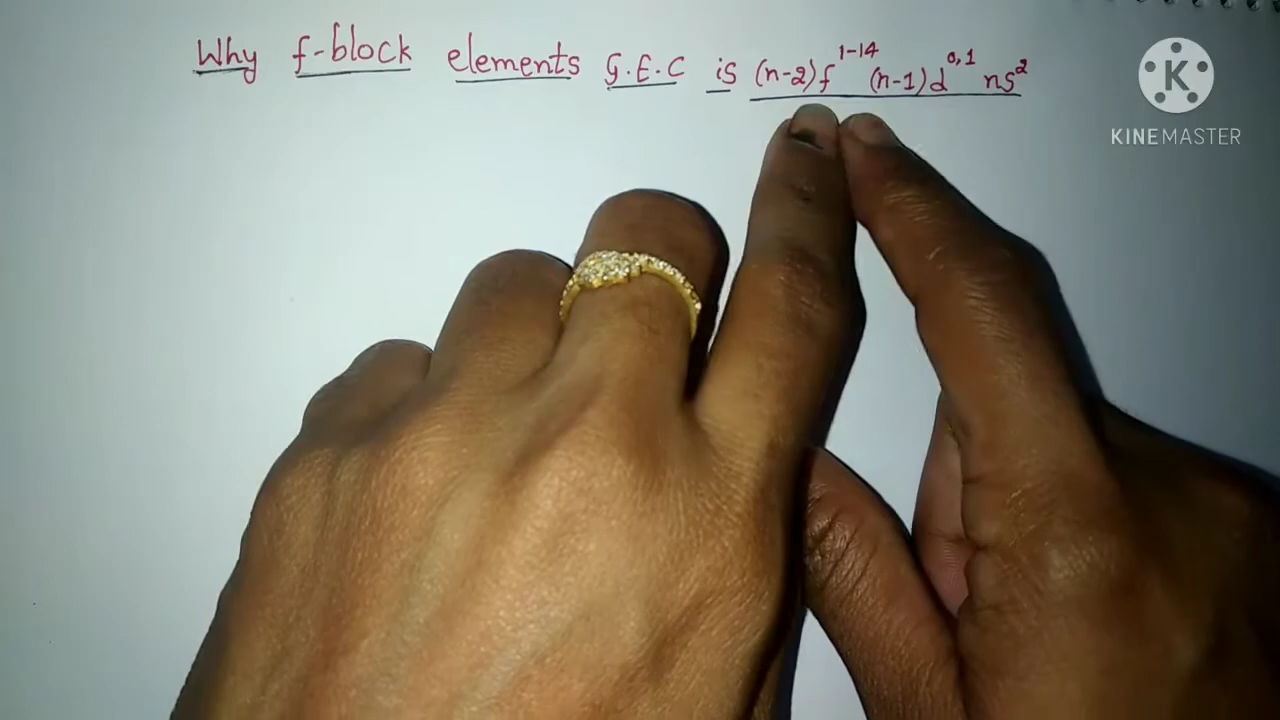 Why f-block elements G.E.C is (n-2)f¹⁻¹⁴ (n-1)d⁰,¹ ns²
K
KINEMASTER